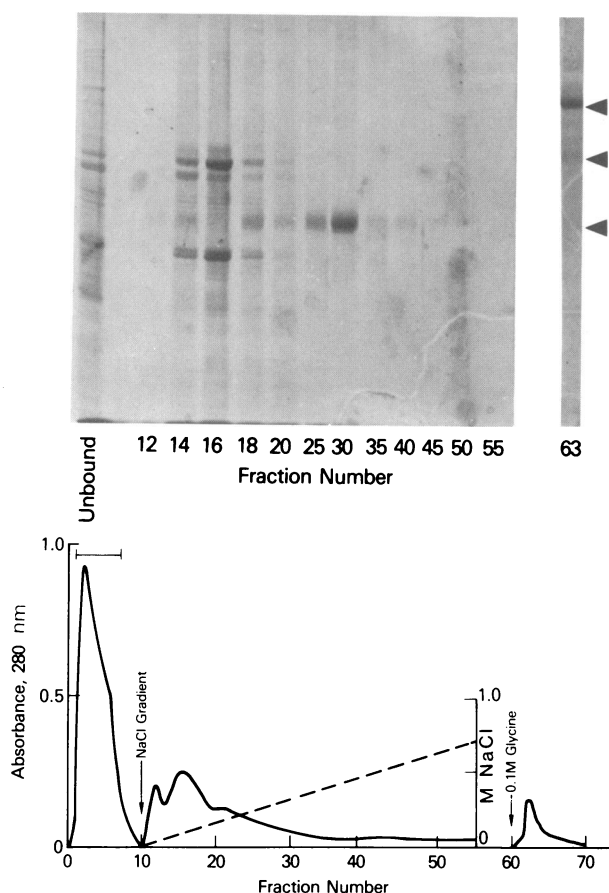 Unbound
12 14 16 18 20 25 30 35 40 45 50 55 63
Fraction Number
Absorbance, 280 nm
1.0
0.5
0
NaCl Gradient
1.0
M NaCl
0
0.1M Glycine
0 10 20 30 40 50 60 70
Fraction Number